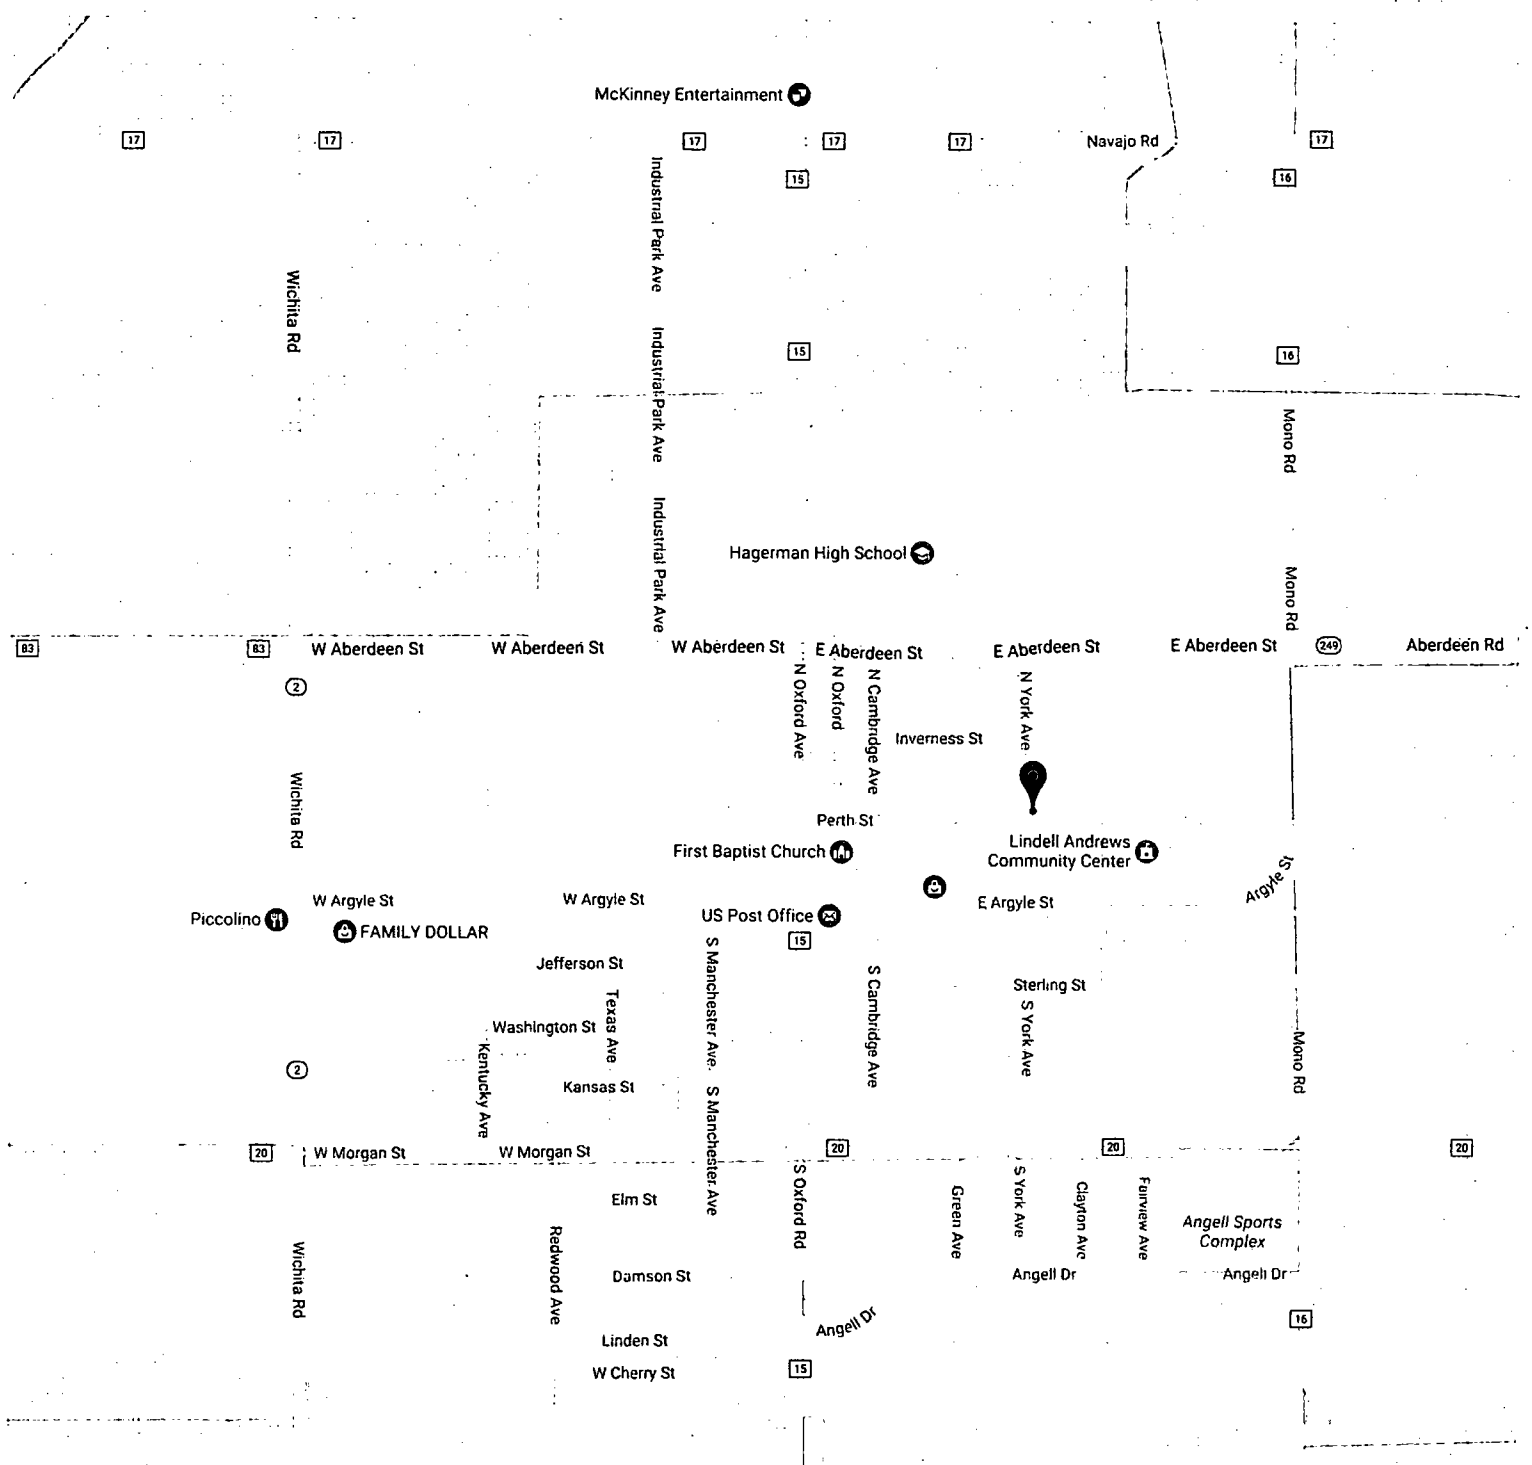 McKinney Entertainment
17
17
17
17
17
Navajo Rd
17
15
16
Industrial Park Ave
Wichita Rd
Industrial Park Ave
15
16
Mono Rd
Industrial Park Ave
Hagerman High School
Mono Rd
83
83
W Aberdeen St
W Aberdeen St
W Aberdeen St
E Aberdeen St
E Aberdeen St
E Aberdeen St
249
Aberdeen Rd
2
N Oxford Ave
N Oxford
N Cambridge Ave
N York Ave
Inverness St
Wichita Rd
Perth St
First Baptist Church
Lindell Andrews
Community Center
Argyle St
W Argyle St
W Argyle St
E Argyle St
Piccolino
FAMILY DOLLAR
US Post Office
15
S Manchester Ave
Jefferson St
S Cambridge Ave
Sterling St
Texas Ave
S York Ave
Washington St
Kentucky Ave
Mono Rd
2
Kansas St
S Manchester Ave
20
W Morgan St
W Morgan St
20
20
20
Elm St
S Oxford Rd
Green Ave
S York Ave
Clayton Ave
Fairview Ave
Angell Sports
Complex
Wichita Rd
Redwood Ave
Damson St
Angell Dr
Angell Dr
Angell Dr
16
Linden St
W Cherry St
15